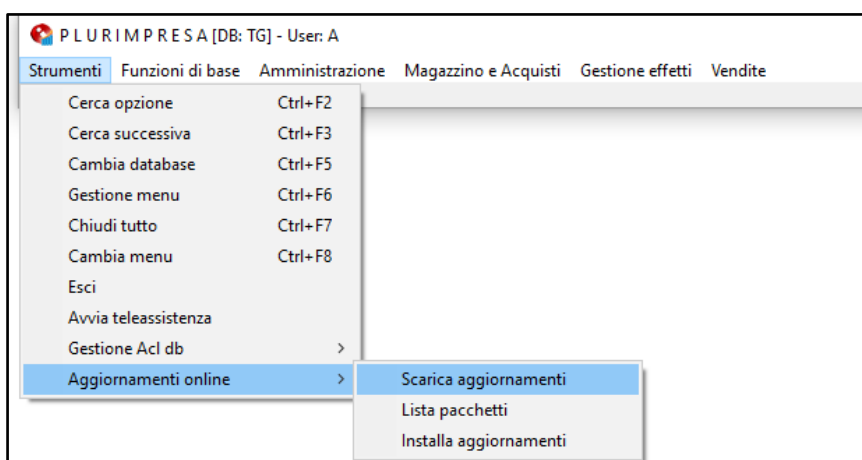 P L U R I M P R E S A [DB: TG] - User: A
Strumenti Funzioni di base Amministrazione Magazzino e Acquisti Gestione effetti Vendite
Cerca opzione Ctrl+F2
Cerca successiva Ctrl+F3
Cambia database Ctrl+F5
Gestione menu Ctrl+F6
Chiudi tutto Ctrl+F7
Cambia menu Ctrl+F8
Esci
Avvia teleassistenza
Gestione Acl db >
Aggiornamenti online > Scarica aggiornamenti
Lista pacchetti
Installa aggiornamenti